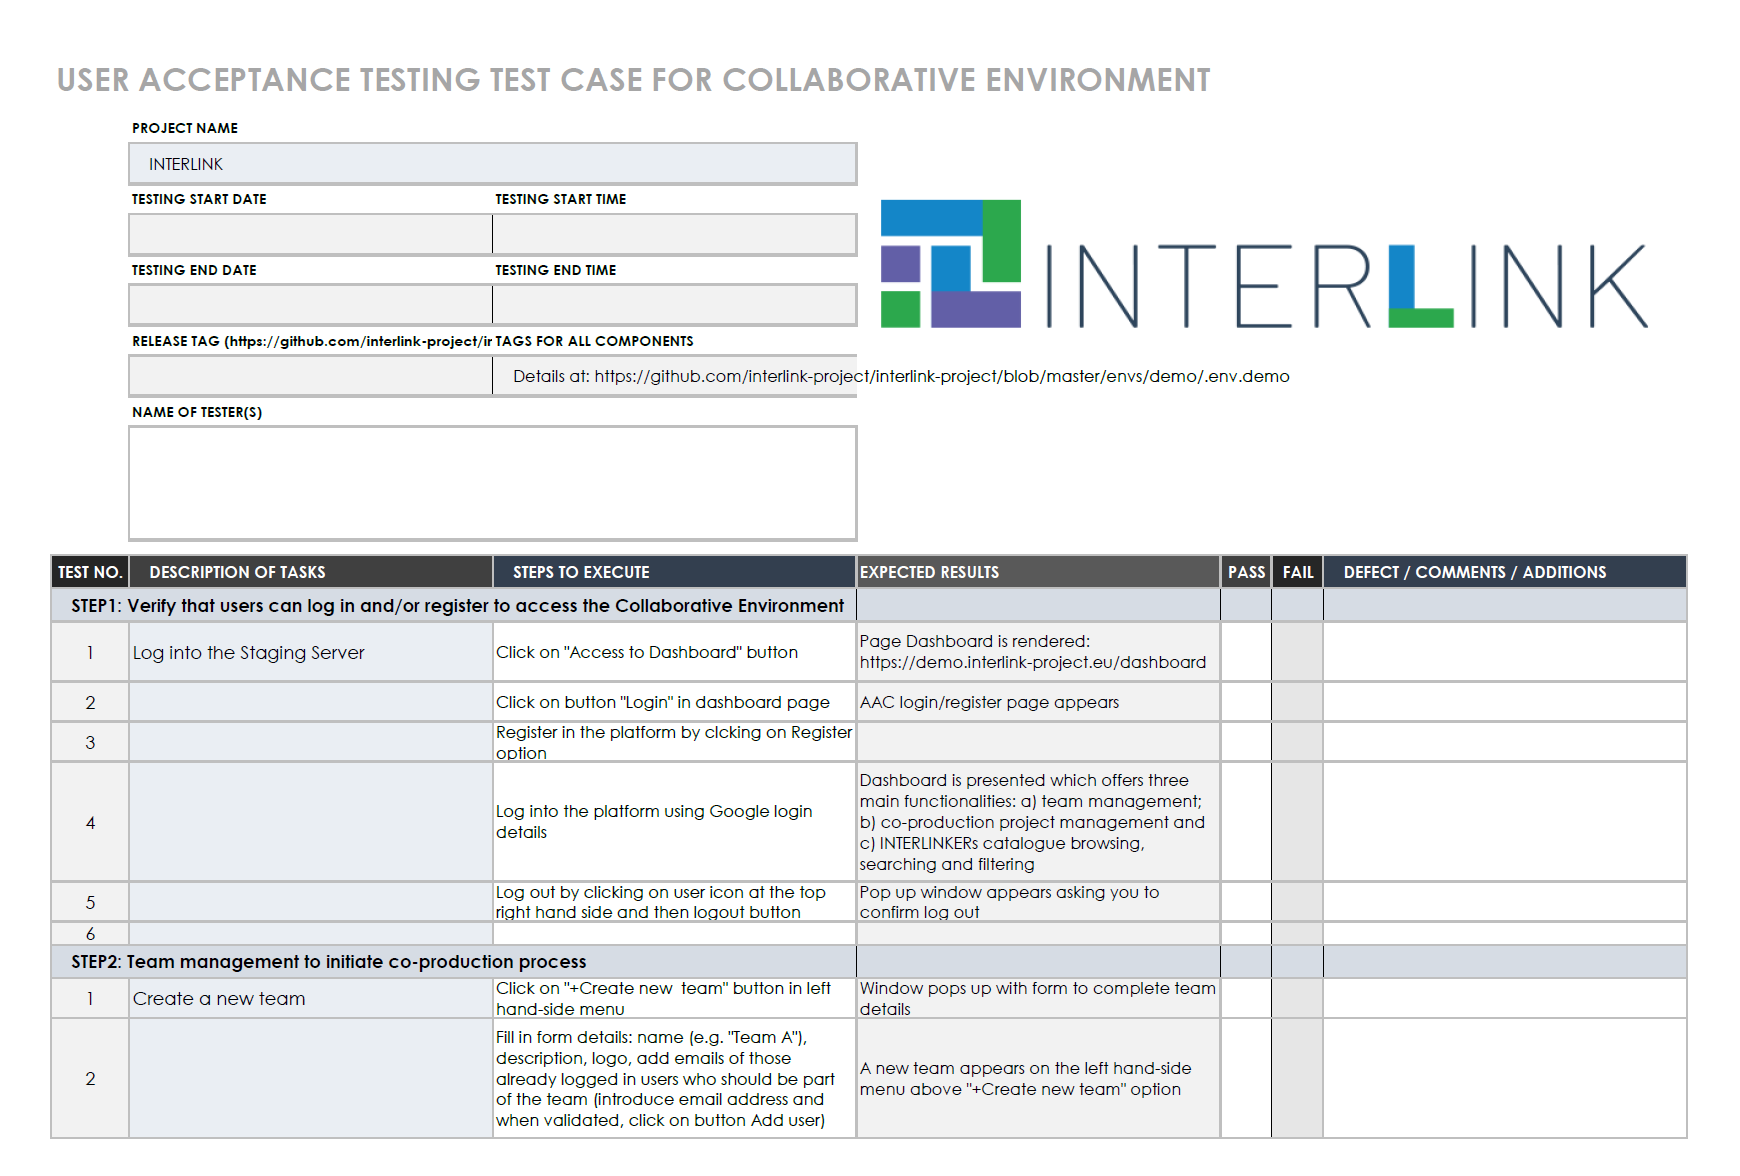 USER ACCEPTANCE TESTING TEST CASE FOR COLLABORATIVE ENVIRONMENT
PROJECT NAME
INTERLINK
TESTING START DATE
TESTING START TIME
TESTING END DATE
TESTING END TIME
INTERLINK
RELEASE TAG (https://github.com/interlink-project/ir
TAGS FOR ALL COMPONENTS
Details at: https://github.com/interlink-project/interlink-project/blob/master/envs/demo/.env.demo
NAME OF TESTER(S)
TEST NO.
DESCRIPTION OF TASKS
STEPS TO EXECUTE
EXPECTED RESULTS
PASS
FAIL
DEFECT / COMMENTS / ADDITIONS
STEP1: Verify that users can log in and/or register to access the Collaborative Environment
1
Log into the Staging Server
Click on "Access to Dashboard" button
Page Dashboard is rendered:
https://demo.interlink-project.eu/dashboard
2
Click on button "Login" in dashboard page
AAC login/register page appears
3
Register in the platform by clcking on Register
option
4
Log into the platform using Google login
details
Dashboard is presented which offers three
main functionalities: a) team management;
b) co-production project management and
c) INTERLINKERs catalogue browsing,
searching and filtering
5
Log out by clicking on user icon at the top
right hand side and then logout button
Pop up window appears asking you to
confirm log out
6
STEP2: Team management to initiate co-production process
1
Create a new team
Click on "+Create new  team" button in left
hand-side menu
Window pops up with form to complete team
details
2
Fill in form details: name (e.g. "Team A"),
description, logo, add emails of those
already logged in users who should be part
of the team (introduce email address and
when validated, click on button Add user)
A new team appears on the left hand-side
menu above "+Create new team" option